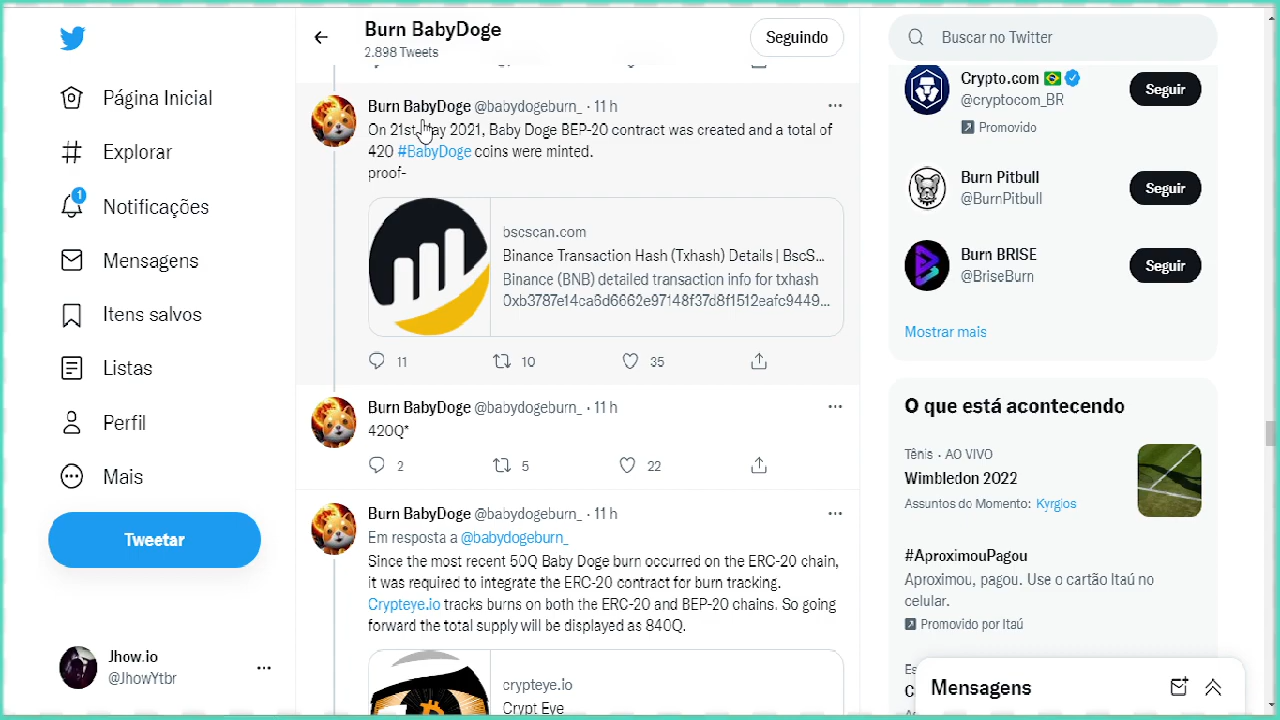 Página Inicial
Explorar
1
Notificações
Mensagens
Itens salvos
Listas
Perfil
Mais
Tweetar
Jhow.io
@JhowYtbr
Burn BabyDoge
2.898 Tweets
Seguindo
Burn BabyDoge @babydogeburn_ · 11 h
On 21st May 2021, Baby Doge BEP-20 contract was created and a total of
420 #BabyDoge coins were minted.
proof-
bscscan.com
Binance Transaction Hash (Txhash) Details | BscS...
Binance (BNB) detailed transaction info for txhash
0xb3787e14ca6d6662e97148f37d8f1512eafc9449...
11 10 35
Burn BabyDoge @babydogeburn_ · 11 h
420Q*
2 5 22
Burn BabyDoge @babydogeburn_ · 11 h
Em resposta a @babydogeburn_
Since the most recent 50Q Baby Doge burn occurred on the ERC-20 chain,
it was required to integrate the ERC-20 contract for burn tracking.
Crypteye.io tracks burns on both the ERC-20 and BEP-20 chains. So going
forward the total supply will be displayed as 840Q.
crypteye.io
Crypt Eye
Buscar no Twitter
Crypto.com
@cryptocom_BR
Promovido
Seguir
Burn Pitbull
@BurnPitbull
Seguir
Burn BRISE
@BriseBurn
Seguir
Mostrar mais
O que está acontecendo
Tênis · AO VIVO
Wimbledon 2022
Assuntos do Momento: Kyrgios
#AproximouPagou
Aproximou, pagou. Use o cartão Itaú no
celular.
Promovido por Itaú
Mensagens